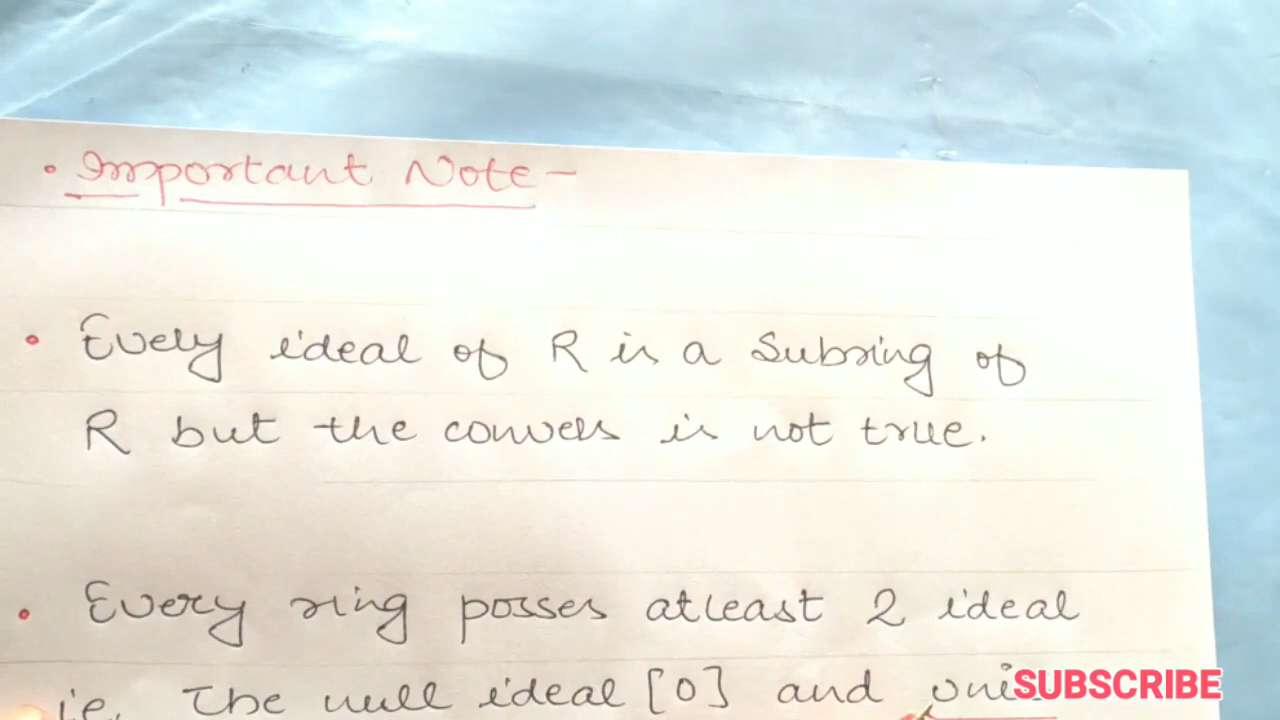 • Important Note -
• Every ideal of R is a Subring of
R but the convers is not true.
• Every ring posses atleast 2 ideal
i.e. The null ideal [0] and
SUBSCRIBE